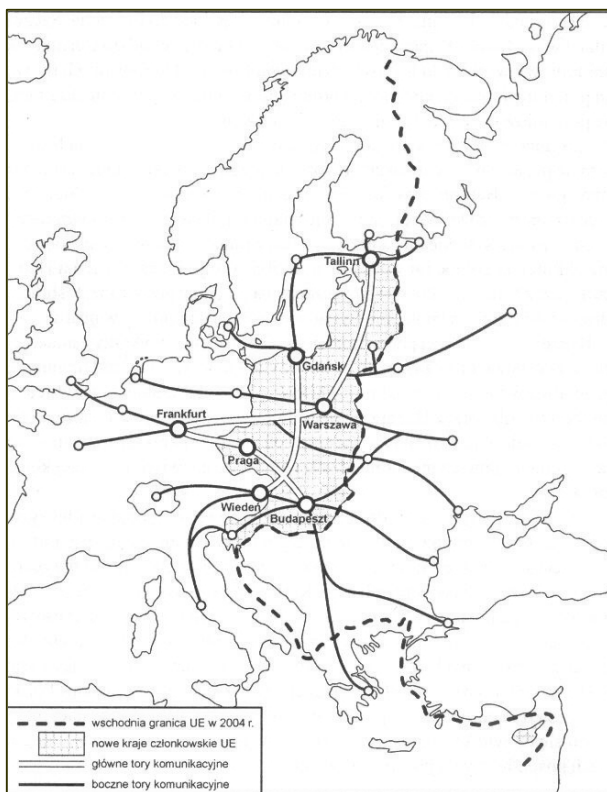 Tallinn
Gdańsk
Frankfurt
Warszawa
Praga
Wiedeń
Budapeszt
wschodnia granica UE w 2004 r.
nowe kraje członkowskie UE
główne tory komunikacyjne
boczne tory komunikacyjne